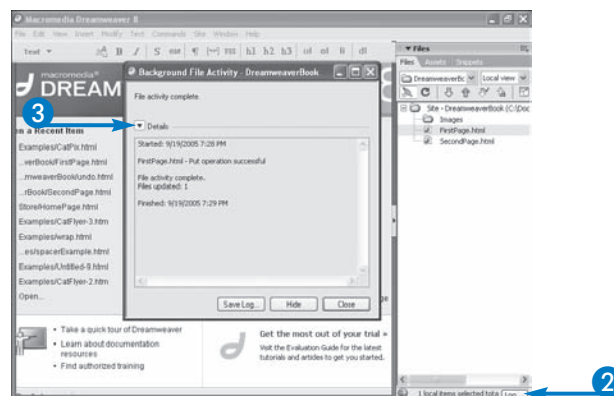 Macromedia Dreamweaver 8
File Edit View Insert Modify Text Commands Site Window Help
Text B I S em ¶ [""] PRE h1 h2 h3 ul ol li dl
Files
Files Assets Snippets
DreamweaverBc Local view
macromedia®
DREAM
Background File Activity - DreamweaverBook
File activity complete.
3
Details
Started: 9/19/2005 7:28 PM
FirstPage.html - Put operation successful
File activity complete.
Files updated: 1
Finished: 9/19/2005 7:29 PM
Save Log... Hide Close
Site - DreamweaverBook (C:\Doc
Images
FirstPage.html
SecondPage.html
n a Recent Item
Examples/CatPix.html
...verBook/FirstPage.html
...mweaverBook/undo.html
...rBook/SecondPage.html
Store/HomePage.html
Examples/CatFlyer-3.htm
Examples/wrap.html
...es/spacerExample.html
Examples/Untitled-9.html
Examples/CatFlyer-2.htm
Open...
Take a quick tour of Dreamweaver
Learn about documentation resources
Find authorized training
Get the most out of your trial »
Visit the Evaluation Guide for the latest
tutorials and articles to get you started.
1 local items selected tota Log...
2